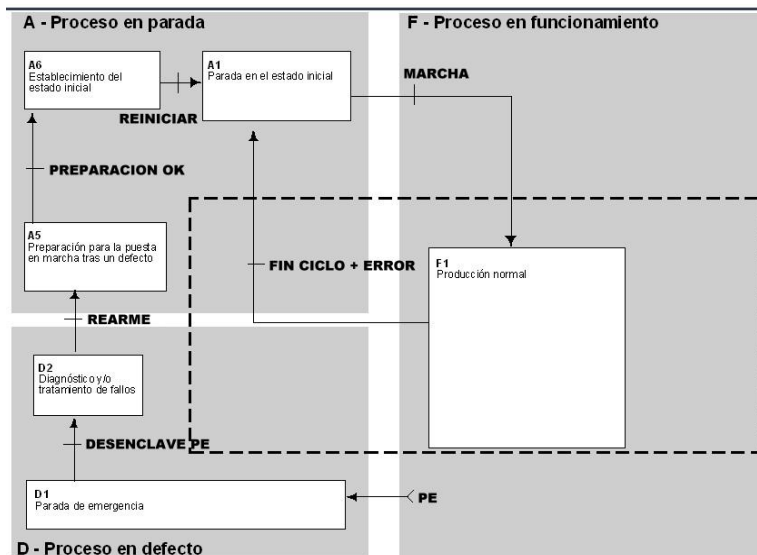 A - Proceso en parada
F - Proceso en funcionamiento
A6
Establecimiento del
estado inicial
A1
Parada en el estado inicial
MARCHA
REINICIAR
PREPARACION OK
A5
Preparación para la puesta
en marcha tras un defecto
FIN CICLO + ERROR
F1
Producción normal
REARME
D2
Diagnóstico y/o
tratamiento de fallos
DESENCLAVE PE
D1
Parada de emergencia
PE
D - Proceso en defecto